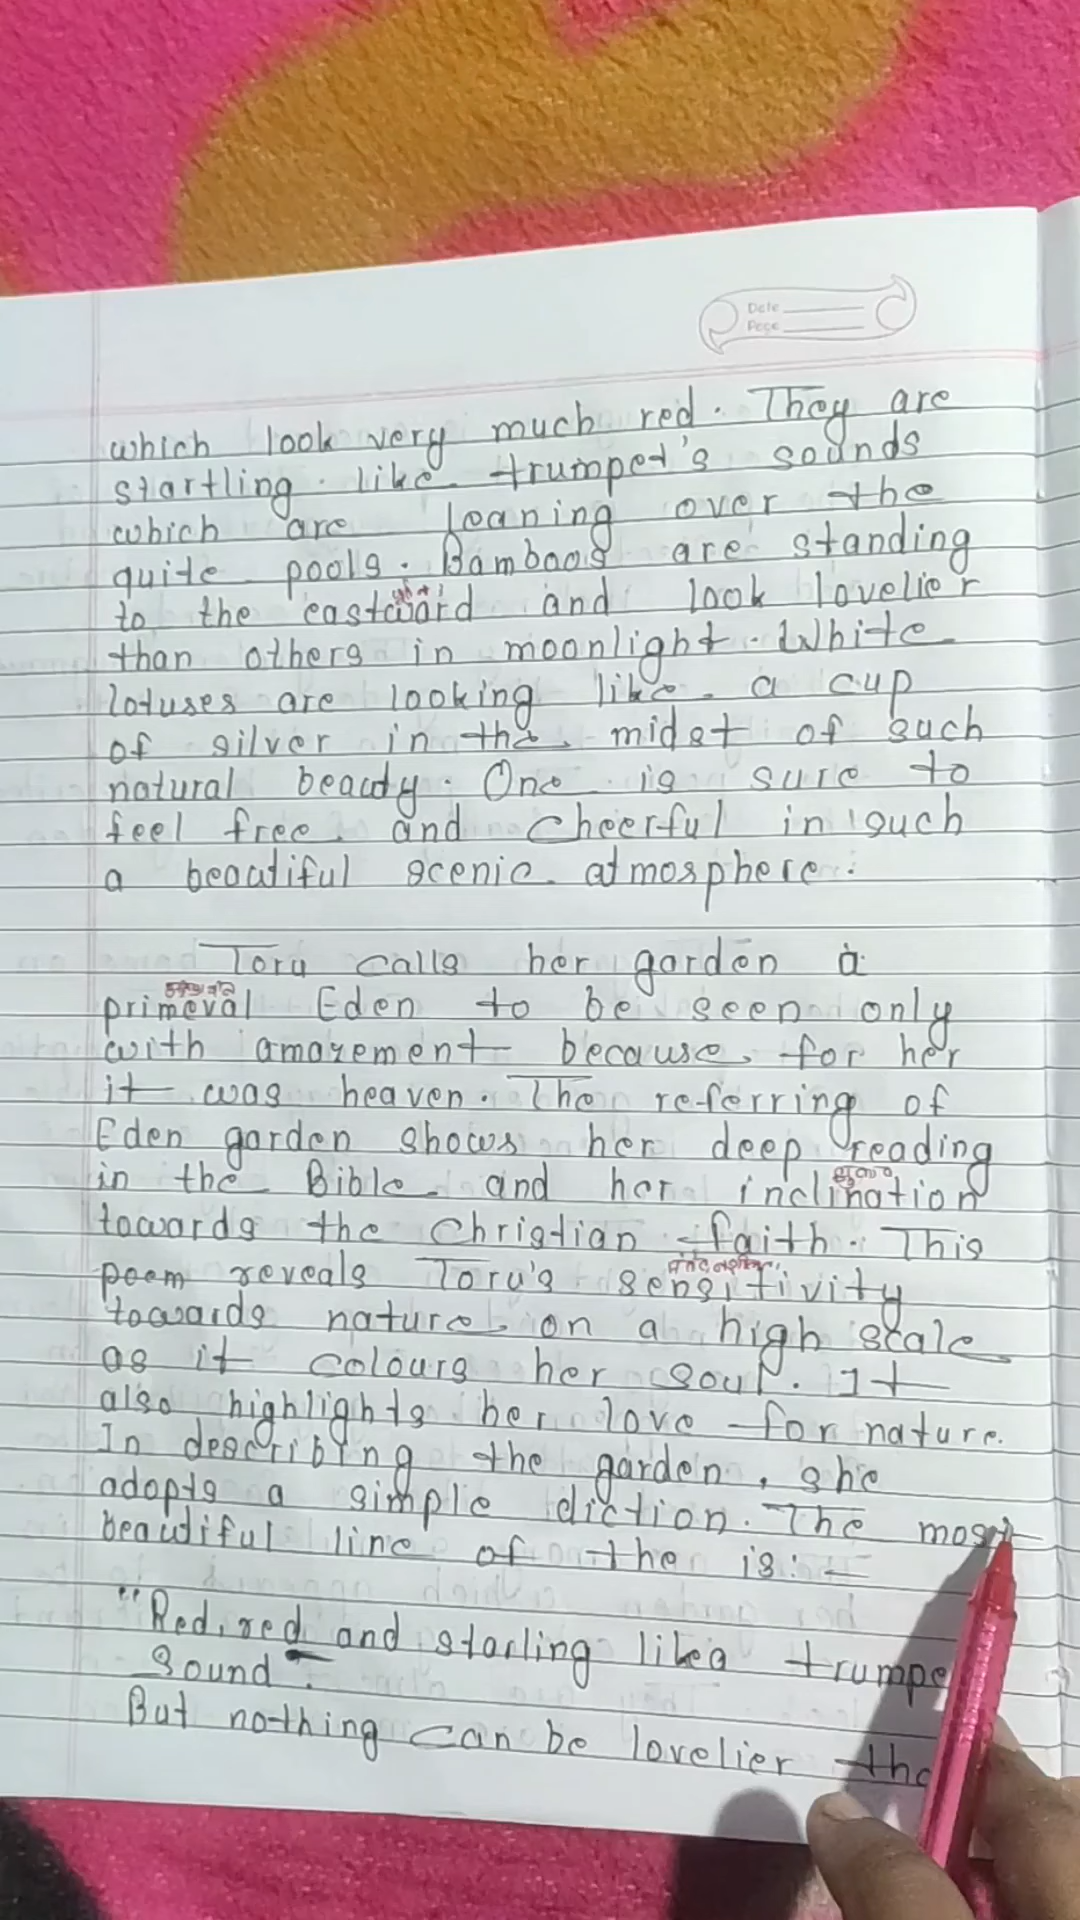 Date
Page
which look very much red. They are
startling like trumpet's sounds
which are leaning over the
quite pools. Bamboos are standing
to the eastward and look lovelier
than others in moonlight. White
lotuses are looking like a cup
of silver in the midst of such
natural beauty. One is sure to
feel free and cheerful in such
a beautiful scenic atmosphere.
Toru calls her garden a
primeval Eden to be seen only
with amazement because for her
it was heaven. The referring of
Eden garden shows her deep reading
in the Bible and her inclination
झुकाव
towards the Christian faith. This
poem reveals Toru's sensitivity
towards nature on a high scale
as it colours her soul. It
also highlights her love for nature.
In describing the garden, she
adopts a simple diction. The most
beautiful line of the is:-
"Red, red and starling like a trumpe
Sound.
But nothing can be lovelier tha